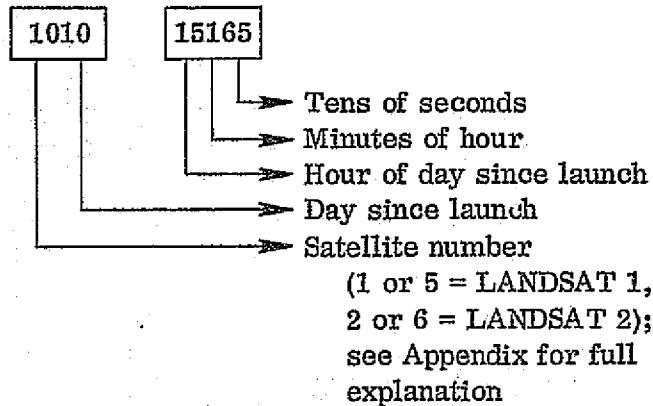 1010 15165
Tens of seconds
Minutes of hour
Hour of day since launch
Day since launch
Satellite number
(1 or 5 = LANDSAT 1,
2 or 6 = LANDSAT 2);
see Appendix for full
explanation